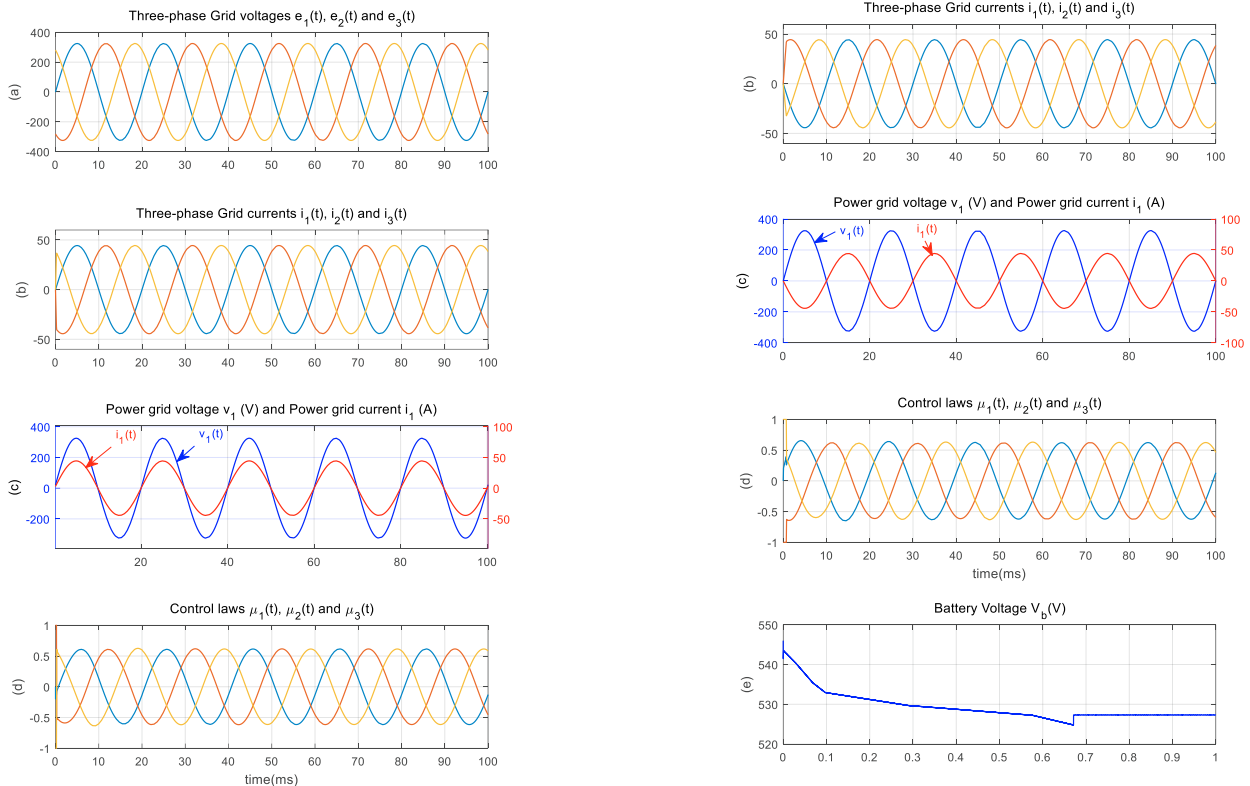 Three-phase Grid voltages e1(t), e2(t) and e3(t)
400
200
0
-200
-400
(a)
0 10 20 30 40 50 60 70 80 90 100
Three-phase Grid currents i1(t), i2(t) and i3(t)
50
0
-50
(b)
0 10 20 30 40 50 60 70 80 90 100
Power grid voltage v1 (V) and Power grid current i1 (A)
400
200
0
-200
(c)
i1(t)
v1(t)
100
50
0
-50
20 40 60 80 100
Control laws μ1(t), μ2(t) and μ3(t)
1
0.5
0
-0.5
-1
(d)
0 10 20 30 40 50 60 70 80 90 100
time(ms)
Three-phase Grid currents i1(t), i2(t) and i3(t)
50
0
-50
(b)
0 10 20 30 40 50 60 70 80 90 100
Power grid voltage v1 (V) and Power grid current i1 (A)
400
200
0
-200
-400
(c)
v1(t)
i1(t)
100
50
0
-50
-100
0 10 20 30 40 50 60 70 80 90 100
Control laws μ1(t), μ2(t) and μ3(t)
1
0.5
0
-0.5
-1
(d)
0 10 20 30 40 50 60 70 80 90 100
time(ms)
Battery Voltage Vb(V)
550
540
530
520
(e)
0 0.1 0.2 0.3 0.4 0.5 0.6 0.7 0.8 0.9 1